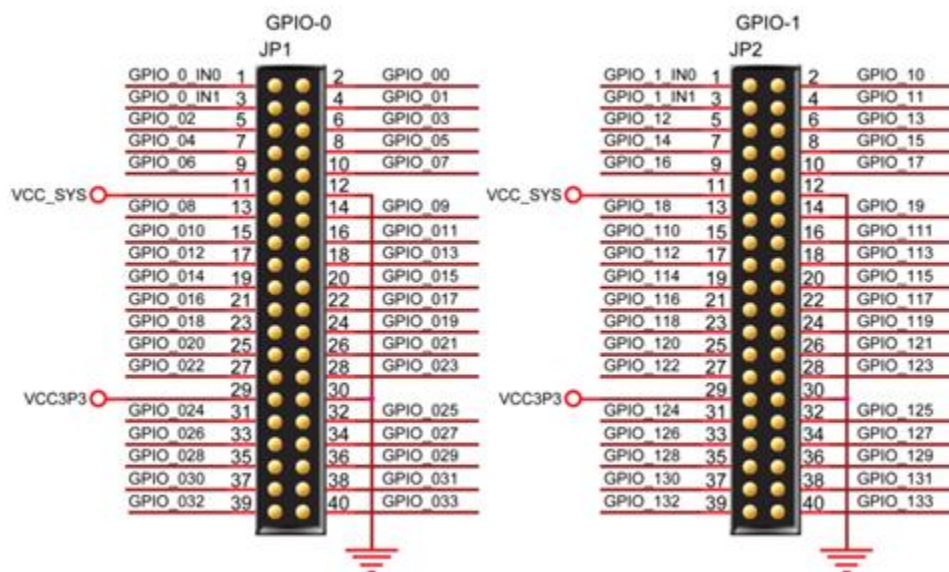 GPIO-0 GPIO-1
JP1 JP2
GPIO_0_IN0 1 2 GPIO_00 GPIO_1_IN0 1 2 GPIO_10
GPIO_0_IN1 3 4 GPIO_01 GPIO_1_IN1 3 4 GPIO_11
GPIO_02 5 6 GPIO_03 GPIO_12 5 6 GPIO_13
GPIO_04 7 8 GPIO_05 GPIO_14 7 8 GPIO_15
GPIO_06 9 10 GPIO_07 GPIO_16 9 10 GPIO_17
VCC_SYS 11 12 VCC_SYS 11 12
GPIO_08 13 14 GPIO_09 GPIO_18 13 14 GPIO_19
GPIO_010 15 16 GPIO_011 GPIO_110 15 16 GPIO_111
GPIO_012 17 18 GPIO_013 GPIO_112 17 18 GPIO_113
GPIO_014 19 20 GPIO_015 GPIO_114 19 20 GPIO_115
GPIO_016 21 22 GPIO_017 GPIO_116 21 22 GPIO_117
GPIO_018 23 24 GPIO_019 GPIO_118 23 24 GPIO_119
GPIO_020 25 26 GPIO_021 GPIO_120 25 26 GPIO_121
GPIO_022 27 28 GPIO_023 GPIO_122 27 28 GPIO_123
VCC3P3 29 30 VCC3P3 29 30
GPIO_024 31 32 GPIO_025 GPIO_124 31 32 GPIO_125
GPIO_026 33 34 GPIO_027 GPIO_126 33 34 GPIO_127
GPIO_028 35 36 GPIO_029 GPIO_128 35 36 GPIO_129
GPIO_030 37 38 GPIO_031 GPIO_130 37 38 GPIO_131
GPIO_032 39 40 GPIO_033 GPIO_132 39 40 GPIO_133